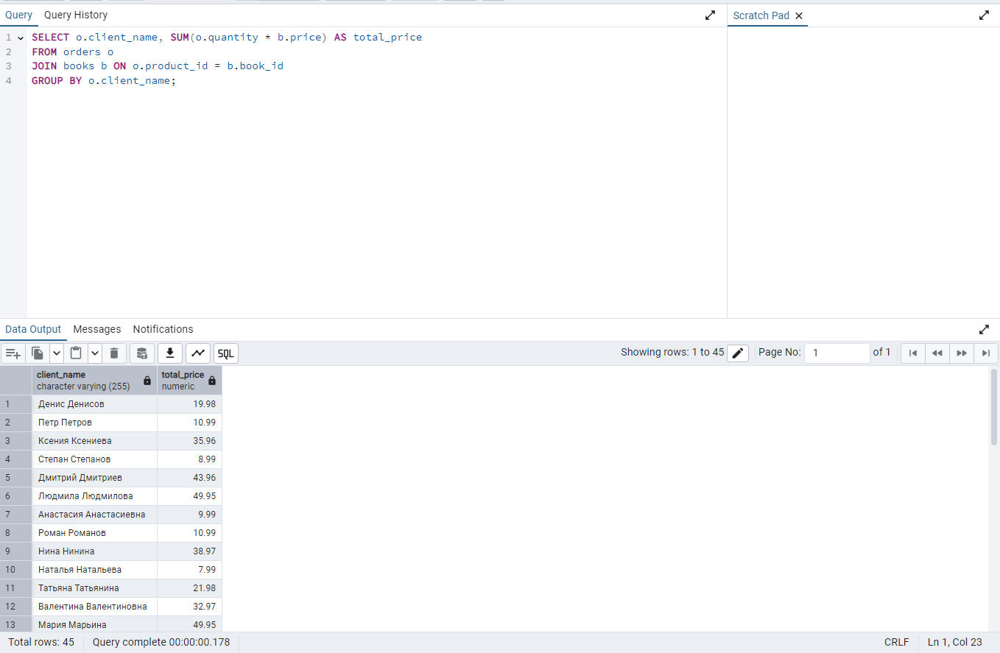 Query Query History
Scratch Pad
1 SELECT o.client_name, SUM(o.quantity * b.price) AS total_price
2 FROM orders o
3 JOIN books b ON o.product_id = b.book_id
4 GROUP BY o.client_name;
Data Output Messages Notifications
SQL
Showing rows: 1 to 45 Page No: 1 of 1
client_name total_price
character varying (255) numeric
1 Денис Денисов 19.98
2 Петр Петров 10.99
3 Ксения Ксениева 35.96
4 Степан Степанов 8.99
5 Дмитрий Дмитриев 43.96
6 Людмила Людмилова 49.95
7 Анастасия Анастасиевна 9.99
8 Роман Романов 10.99
9 Нина Нинина 38.97
10 Наталья Натальева 7.99
11 Татьяна Татьянина 21.98
12 Валентина Валентиновна 32.97
13 Мария Марьина 49.95
Total rows: 45 Query complete 00:00:00.178 CRLF Ln 1, Col 23